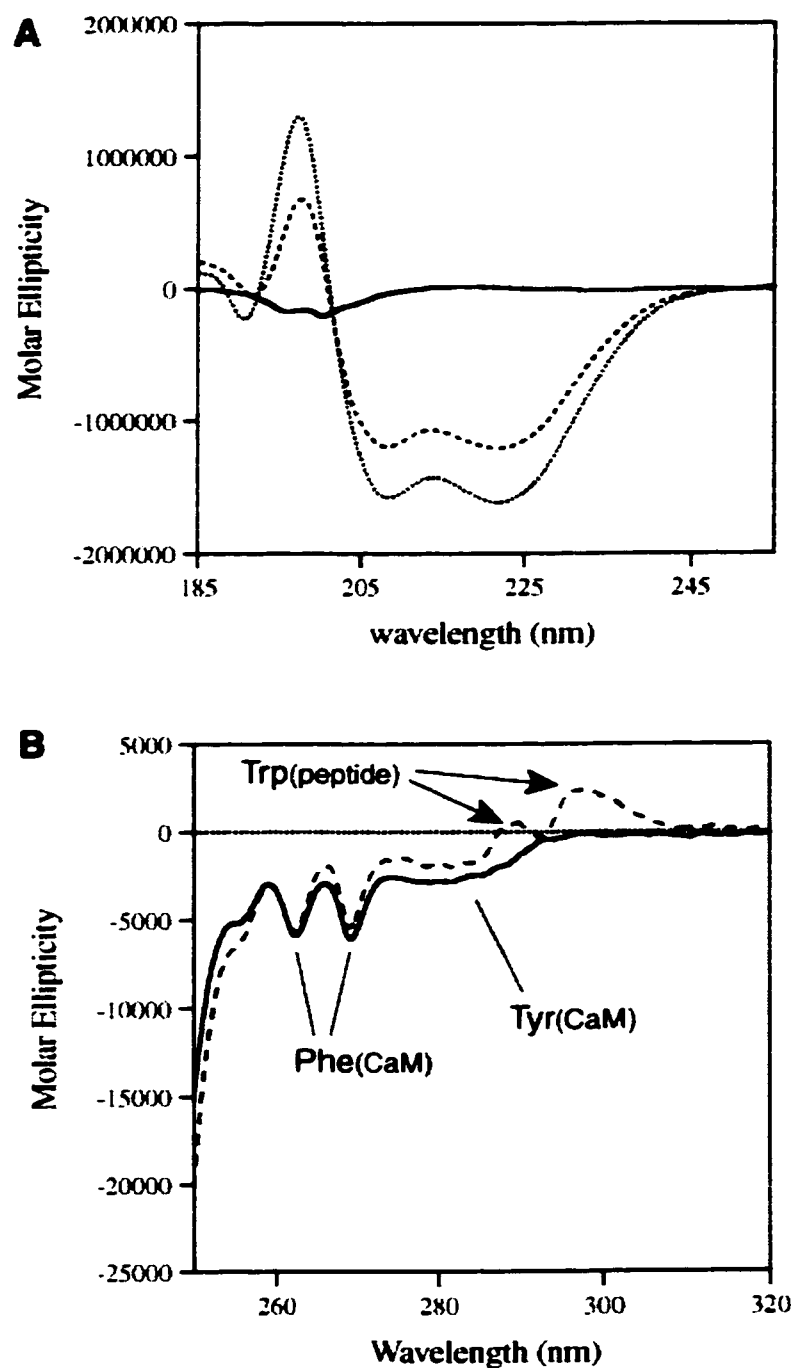 A
2000000
1000000
0
-1000000
-2000000
Molar Ellipticity
185 205 225 245
wavelength (nm)
B
5000
0
-5000
-10000
-15000
-20000
-25000
Molar Ellipticity
Trp(peptide)
Tyr(CaM)
Phe(CaM)
260 280 300 320
Wavelength (nm)